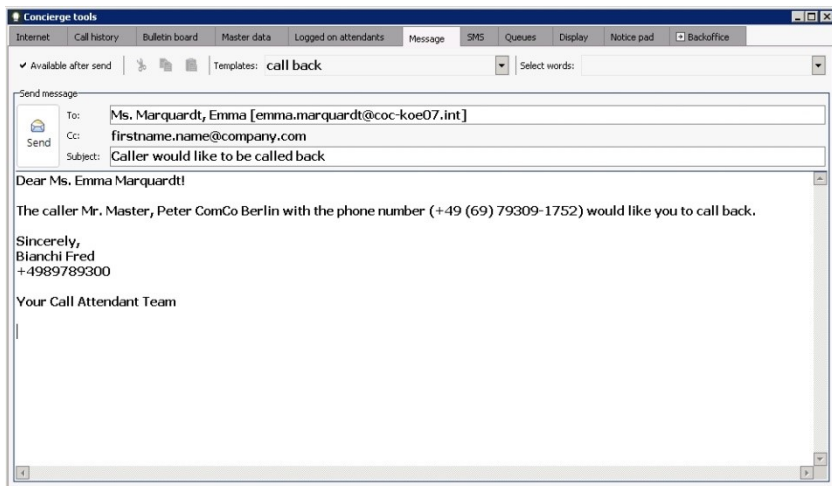 Concierge tools
Internet Call history Bulletin board Master data Logged on attendants Message SMS Queues Display Notice pad Backoffice
Available after send Templates: call back Select words:
Send message
To: Ms. Marquardt, Emma [emma.marquardt@coc-koe07.int]
Send
Cc: firstname.name@company.com
Subject: Caller would like to be called back
Dear Ms. Emma Marquardt!
The caller Mr. Master, Peter ComCo Berlin with the phone number (+49 (69) 79309-1752) would like you to call back.
Sincerely,
Bianchi Fred
+4989789300
Your Call Attendant Team